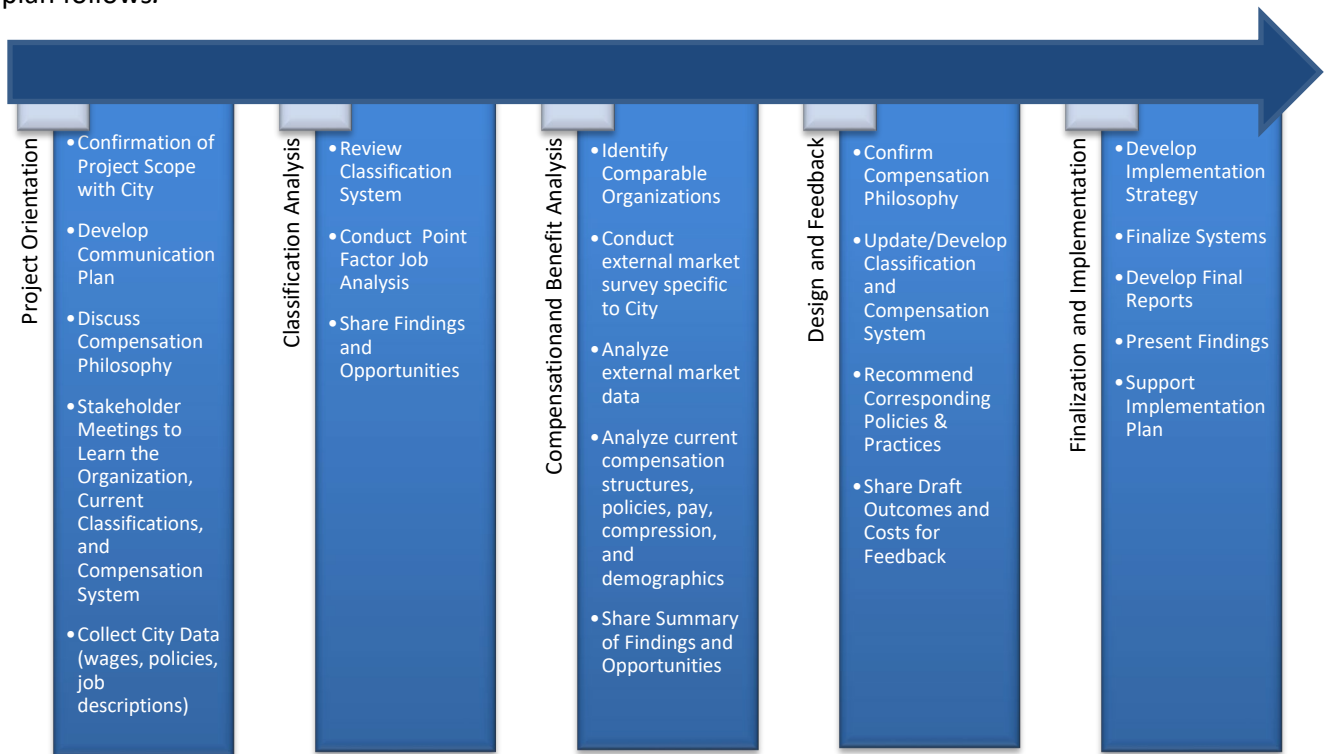 plan follows.
Project Orientation
•Confirmation of
Project Scope
with City
•Develop
Communication
Plan
•Discuss
Compensation
Philosophy
•Stakeholder
Meetings to
Learn the
Organization,
Current
Classifications,
and
Compensation
System
•Collect City Data
(wages, policies,
job
descriptions)
Classification Analysis
•Review
Classification
System
•Conduct Point
Factor Job
Analysis
•Share Findings
and
Opportunities
Compensationand Benefit Analysis
•Identify
Comparable
Organizations
•Conduct
external market
survey specific
to City
•Analyze
external market
data
•Analyze current
compensation
structures,
policies, pay,
compression,
and
demographics
•Share Summary
of Findings and
Opportunities
Design and Feedback
•Confirm
Compensation
Philosophy
•Update/Develop
Classification
and
Compensation
System
•Recommend
Corresponding
Policies &
Practices
•Share Draft
Outcomes and
Costs for
Feedback
Finalization and Implementation
•Develop
Implementation
Strategy
•Finalize Systems
•Develop Final
Reports
•Present Findings
•Support
Implementation
Plan